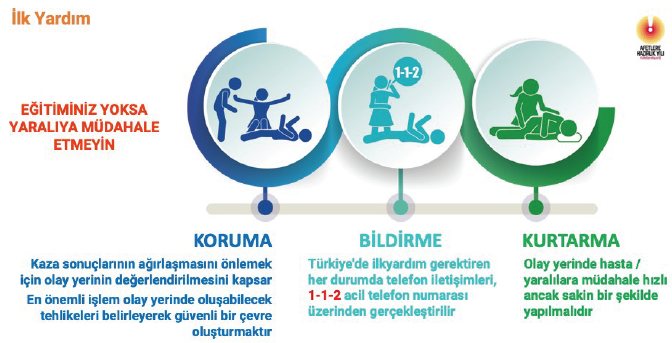 İlk Yardım
AFETLERE
HAZIRLIK YILI
1-1-2
EĞİTİMİNİZ YOKSA
YARALIYA MÜDAHALE
ETMEYİN
KORUMA
Kaza sonuçlarının ağırlaşmasını önlemek
için olay yerinin değerlendirilmesini kapsar
En önemli işlem olay yerinde oluşabilecek
tehlikeleri belirleyerek güvenli bir çevre
oluşturmaktır
BİLDİRME
Türkiye'de ilkyardım gerektiren
her durumda telefon iletişimleri,
1-1-2 acil telefon numarası
üzerinden gerçekleştirilir
KURTARMA
Olay yerinde hasta /
yaralılara müdahale hızlı
ancak sakin bir şekilde
yapılmalıdır